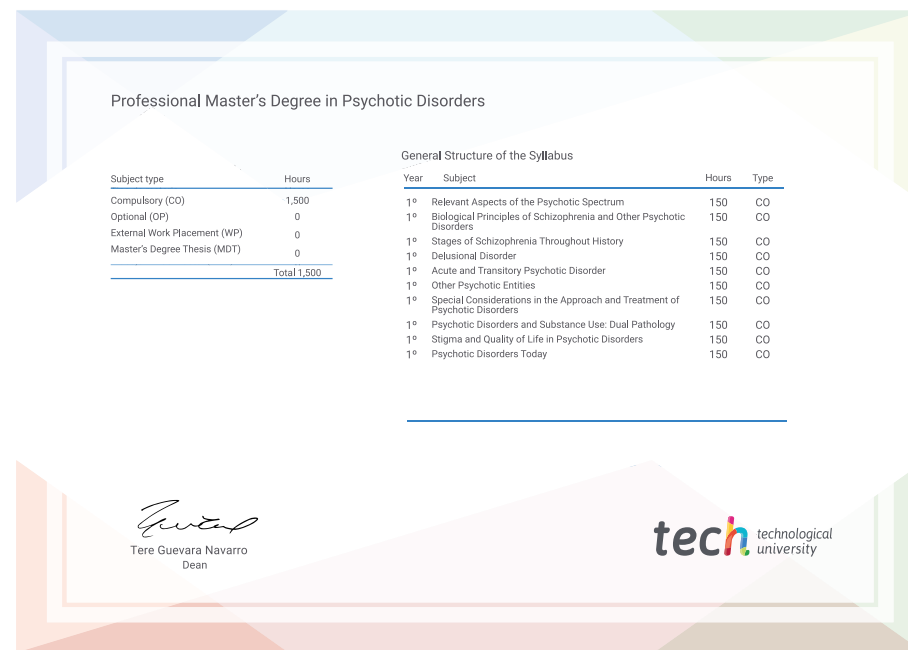 Professional Master's Degree in Psychotic Disorders
Subject type Hours
Compulsory (CO) 1,500
Optional (OP) 0
External Work Placement (WP) 0
Master's Degree Thesis (MDT) 0
Total 1,500
General Structure of the Syllabus
Year Subject Hours Type
1º Relevant Aspects of the Psychotic Spectrum 150 CO
1º Biological Principles of Schizophrenia and Other Psychotic 150 CO
Disorders
1º Stages of Schizophrenia Throughout History 150 CO
1º Delusional Disorder 150 CO
1º Acute and Transitory Psychotic Disorder 150 CO
1º Other Psychotic Entities 150 CO
1º Special Considerations in the Approach and Treatment of 150 CO
Psychotic Disorders
1º Psychotic Disorders and Substance Use: Dual Pathology 150 CO
1º Stigma and Quality of Life in Psychotic Disorders 150 CO
1º Psychotic Disorders Today 150 CO
Tere Guevara Navarro
Dean
tech technological
university